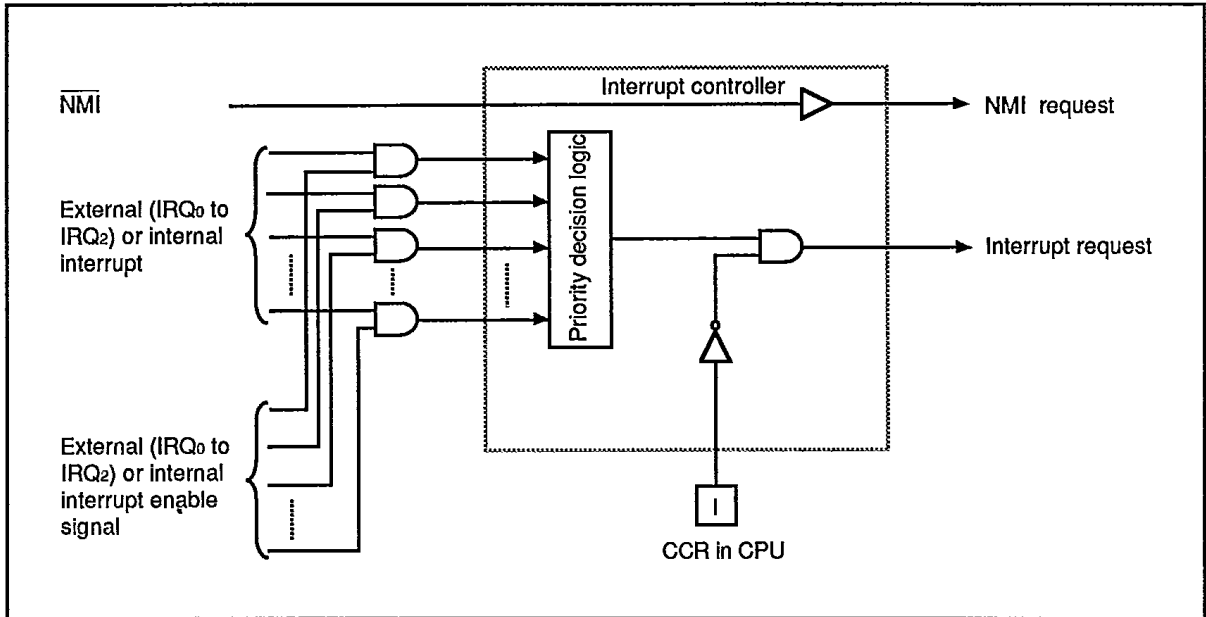 Interrupt controller
N̅M̅I̅
NMI request
External (IRQ₀ to
IRQ₂) or internal
interrupt
Priority decision logic
Interrupt request
External (IRQ₀ to
IRQ₂) or internal
interrupt enable
signal
I
CCR in CPU